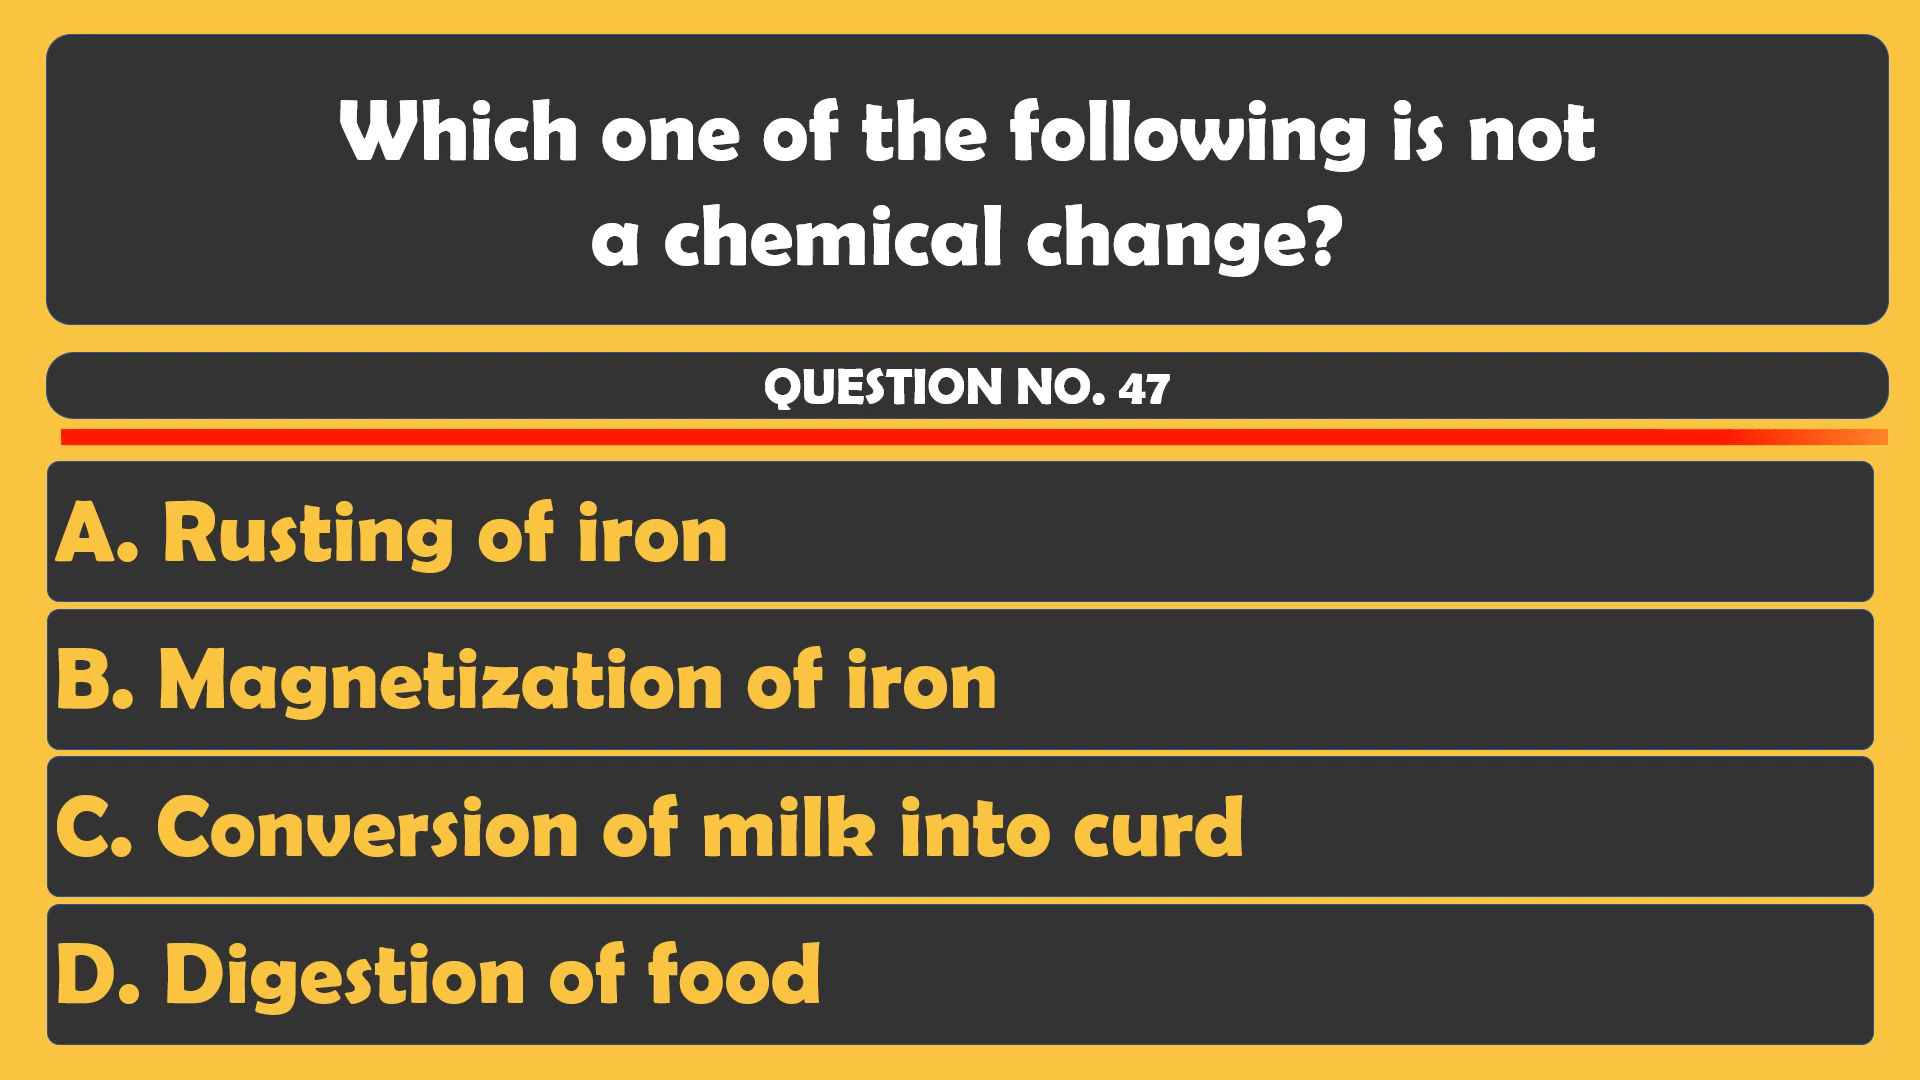 Which one of the following is not
a chemical change?
QUESTION NO. 47
A. Rusting of iron
B. Magnetization of iron
C. Conversion of milk into curd
D. Digestion of food